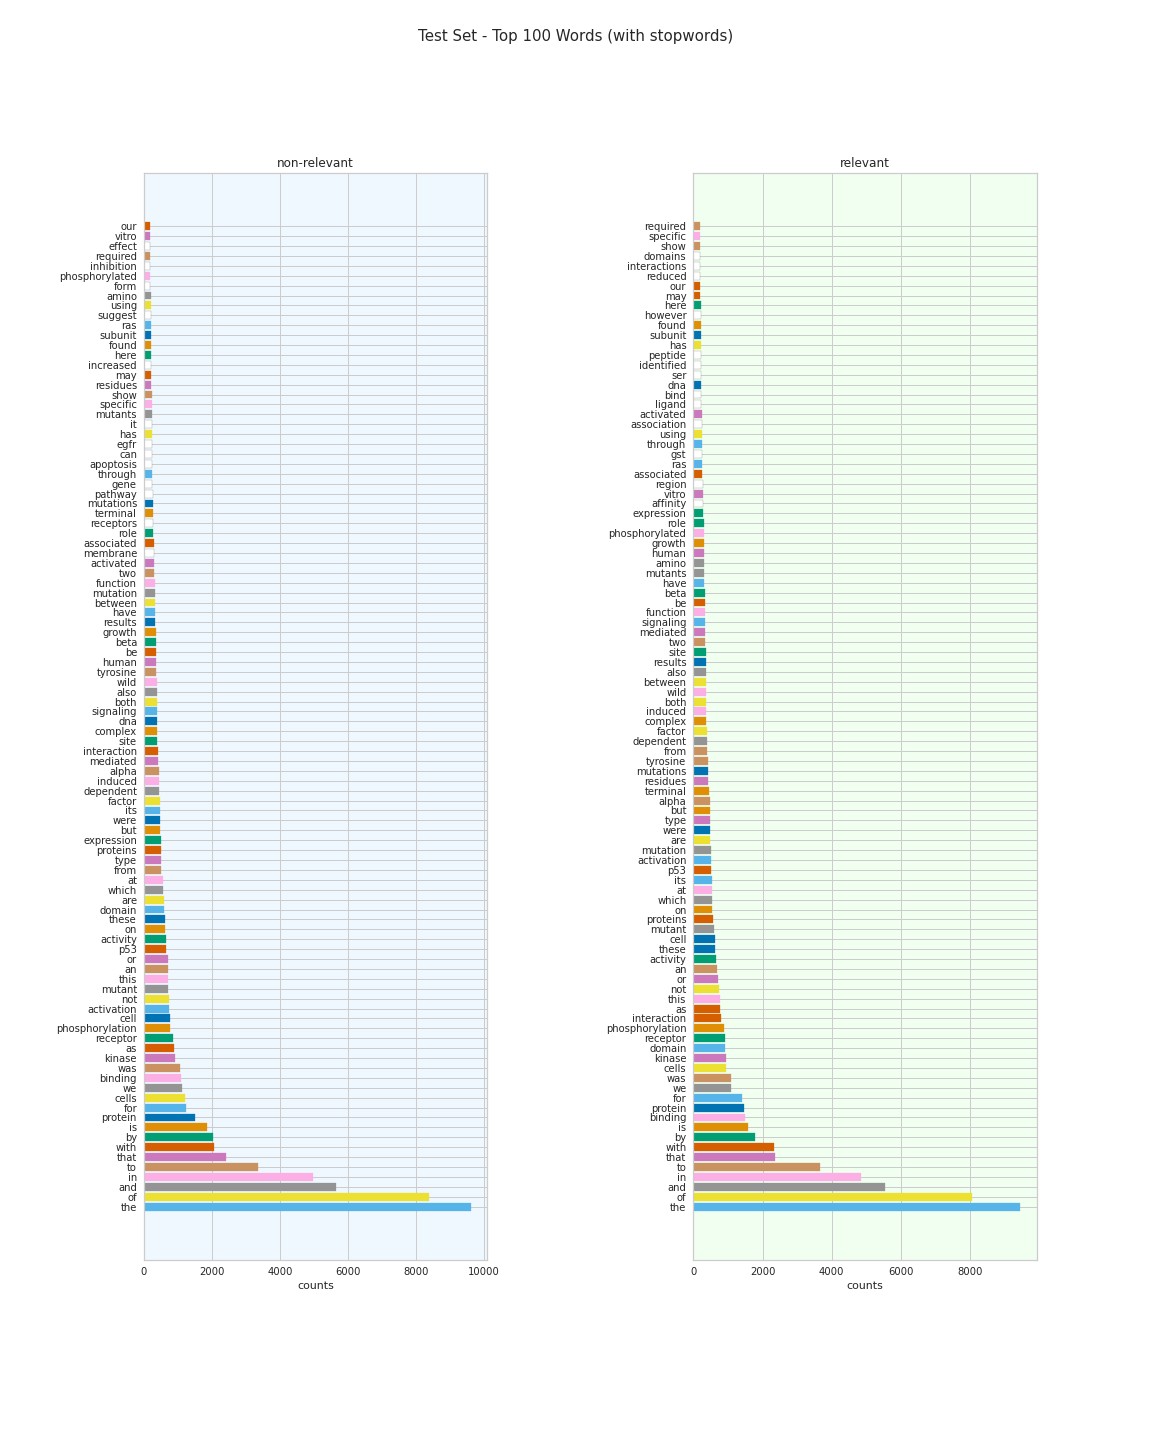 Test Set - Top 100 Words (with stopwords)
non-relevant
our
vitro
effect
required
inhibition
phosphorylated
form
amino
using
suggest
ras
subunit
found
here
increased
may
residues
show
specific
mutants
it
has
egfr
can
apoptosis
through
gene
pathway
mutations
terminal
receptors
role
associated
membrane
activated
two
function
mutation
between
have
results
growth
beta
be
human
tyrosine
wild
also
both
signaling
dna
complex
site
interaction
mediated
alpha
induced
dependent
factor
its
were
but
expression
proteins
type
from
at
which
are
domain
these
on
activity
p53
or
an
this
mutant
not
activation
cell
phosphorylation
receptor
as
kinase
was
binding
we
cells
for
protein
is
by
with
that
to
in
and
of
the
0 2000 4000 6000 8000 10000
counts
relevant
required
specific
show
domains
interactions
reduced
our
may
here
however
found
subunit
has
peptide
identified
ser
dna
bind
ligand
activated
association
using
through
gst
ras
associated
region
vitro
affinity
expression
role
phosphorylated
growth
human
amino
mutants
have
beta
be
function
signaling
mediated
two
site
results
also
between
wild
both
induced
complex
factor
dependent
from
tyrosine
mutations
residues
terminal
alpha
but
type
were
are
mutation
activation
p53
its
at
which
on
proteins
mutant
cell
these
activity
an
or
not
this
as
interaction
phosphorylation
receptor
domain
kinase
cells
was
we
for
protein
binding
is
by
with
that
to
in
and
of
the
0 2000 4000 6000 8000
counts